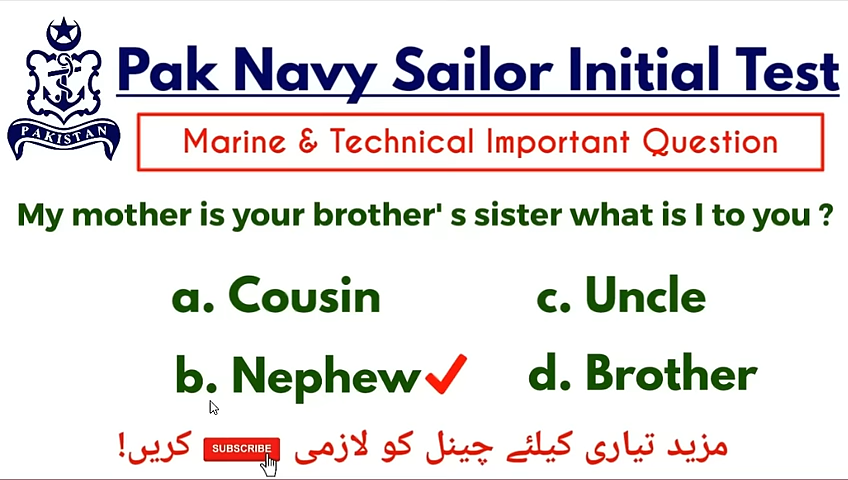 Pak Navy Sailor Initial Test
PAKISTAN
Marine & Technical Important Question
My mother is your brother' s sister what is I to you ?
a. Cousin
c. Uncle
b. Nephew
d. Brother
مزید تیاری کیلئے چینل کو لازمی SUBSCRIBE کریں!